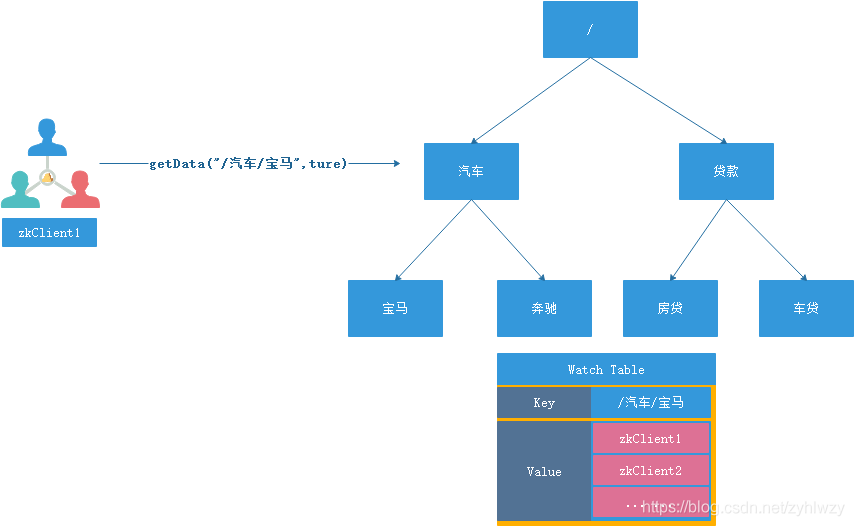 /
getData("/汽车/宝马",ture)
汽车
贷款
zkClient1
宝马
奔驰
房贷
车贷
Watch Table
Key
/汽车/宝马
zkClient1
Value
zkClient2
......
https://blog.csdn.net/zyhlwzy